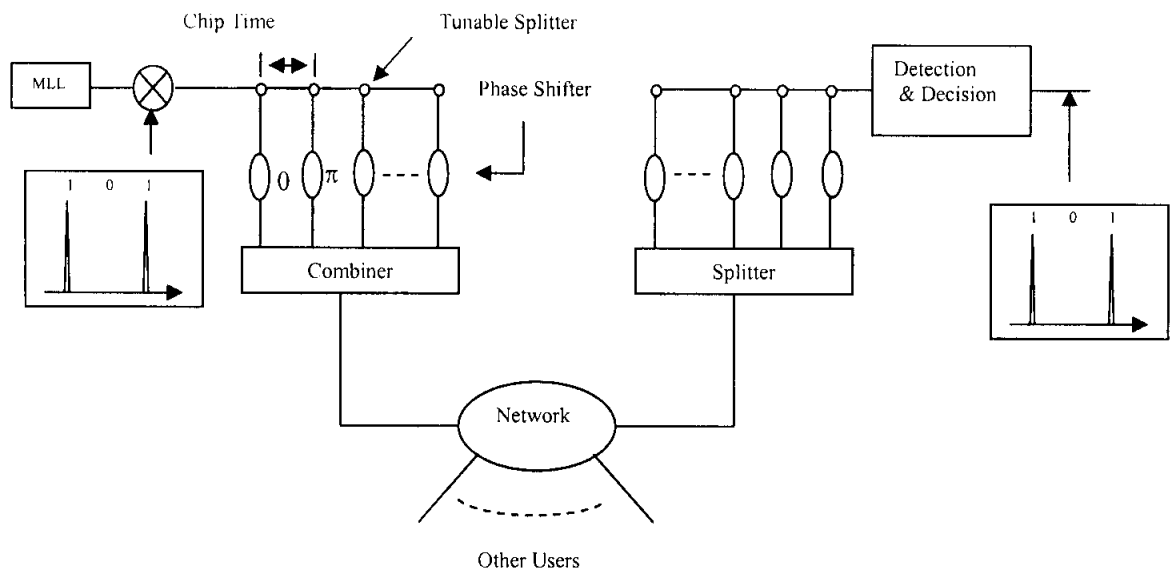 Chip Time
Tunable Splitter
MLL
Phase Shifter
Detection
& Decision
1 0 1
0
π
1 0 1
Combiner
Splitter
Network
Other Users